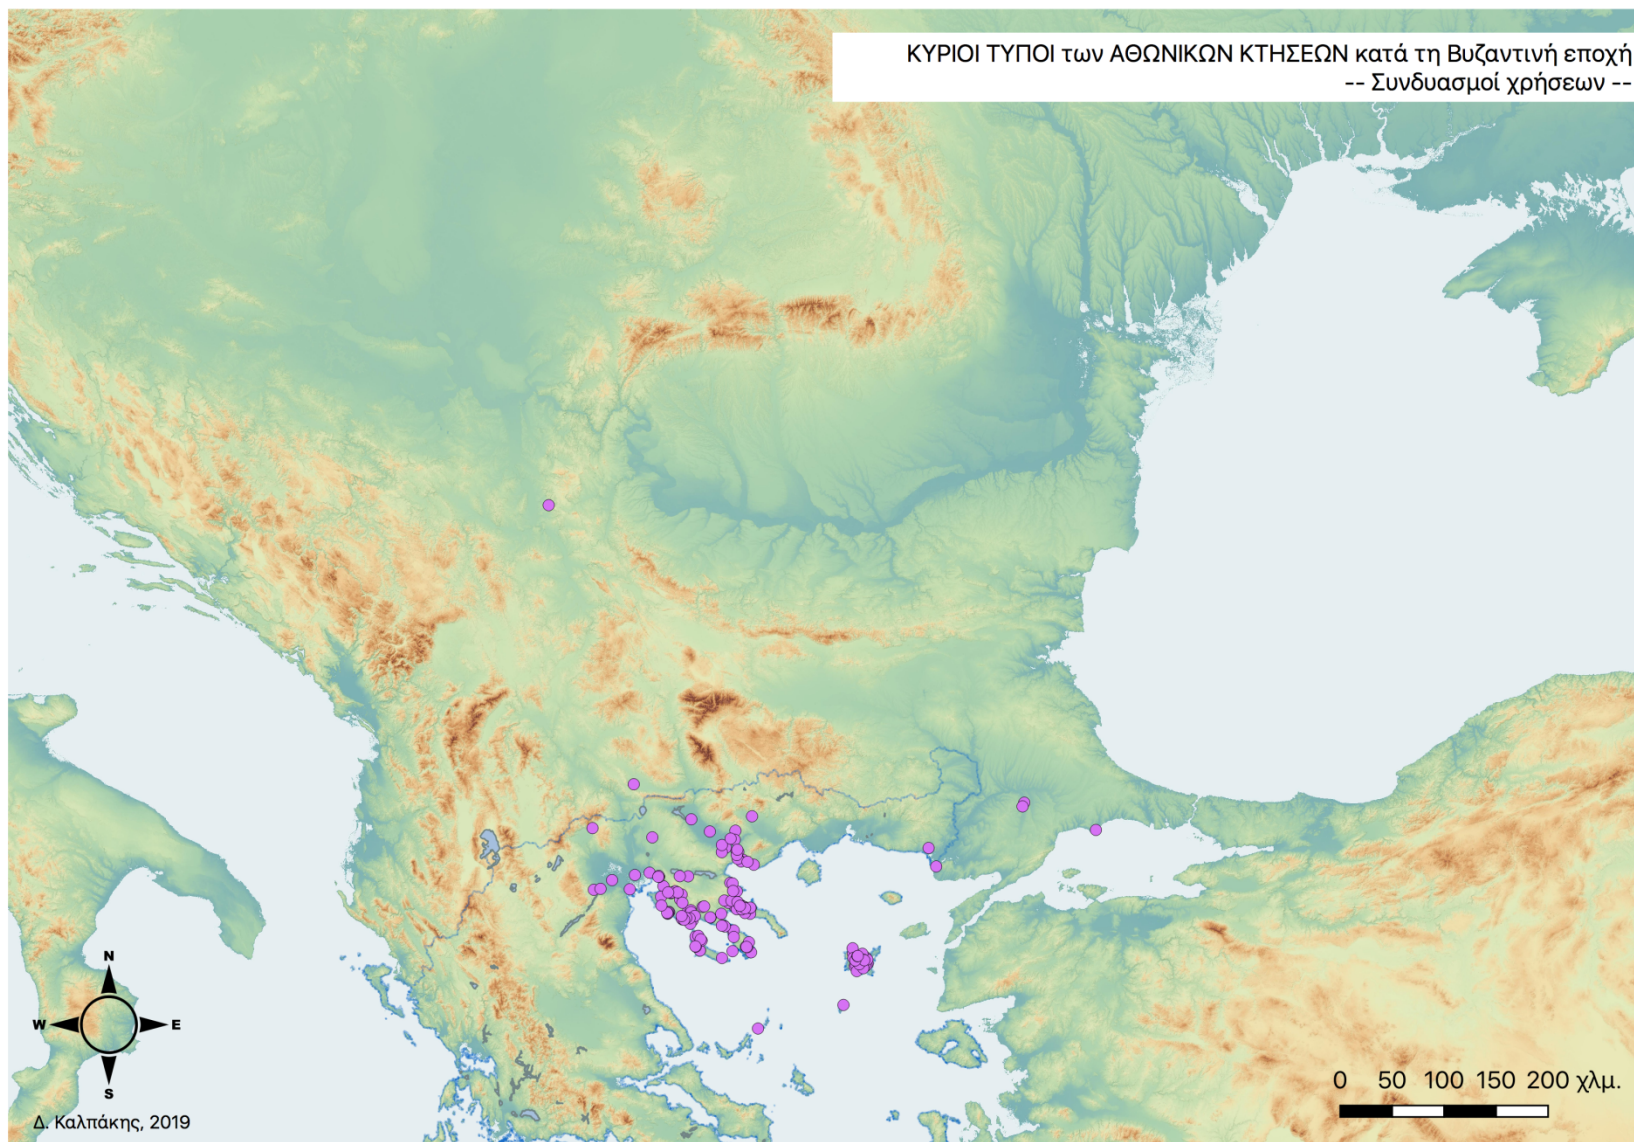 ΚΥΡΙΟΙ ΤΥΠΟΙ των ΑΘΩΝΙΚΩΝ ΚΤΗΣΕΩΝ κατά τη Βυζαντινή εποχή
-- Συνδυασμοί χρήσεων --
N
W E
S
0 50 100 150 200 χλμ.
Δ. Καλπάκης, 2019